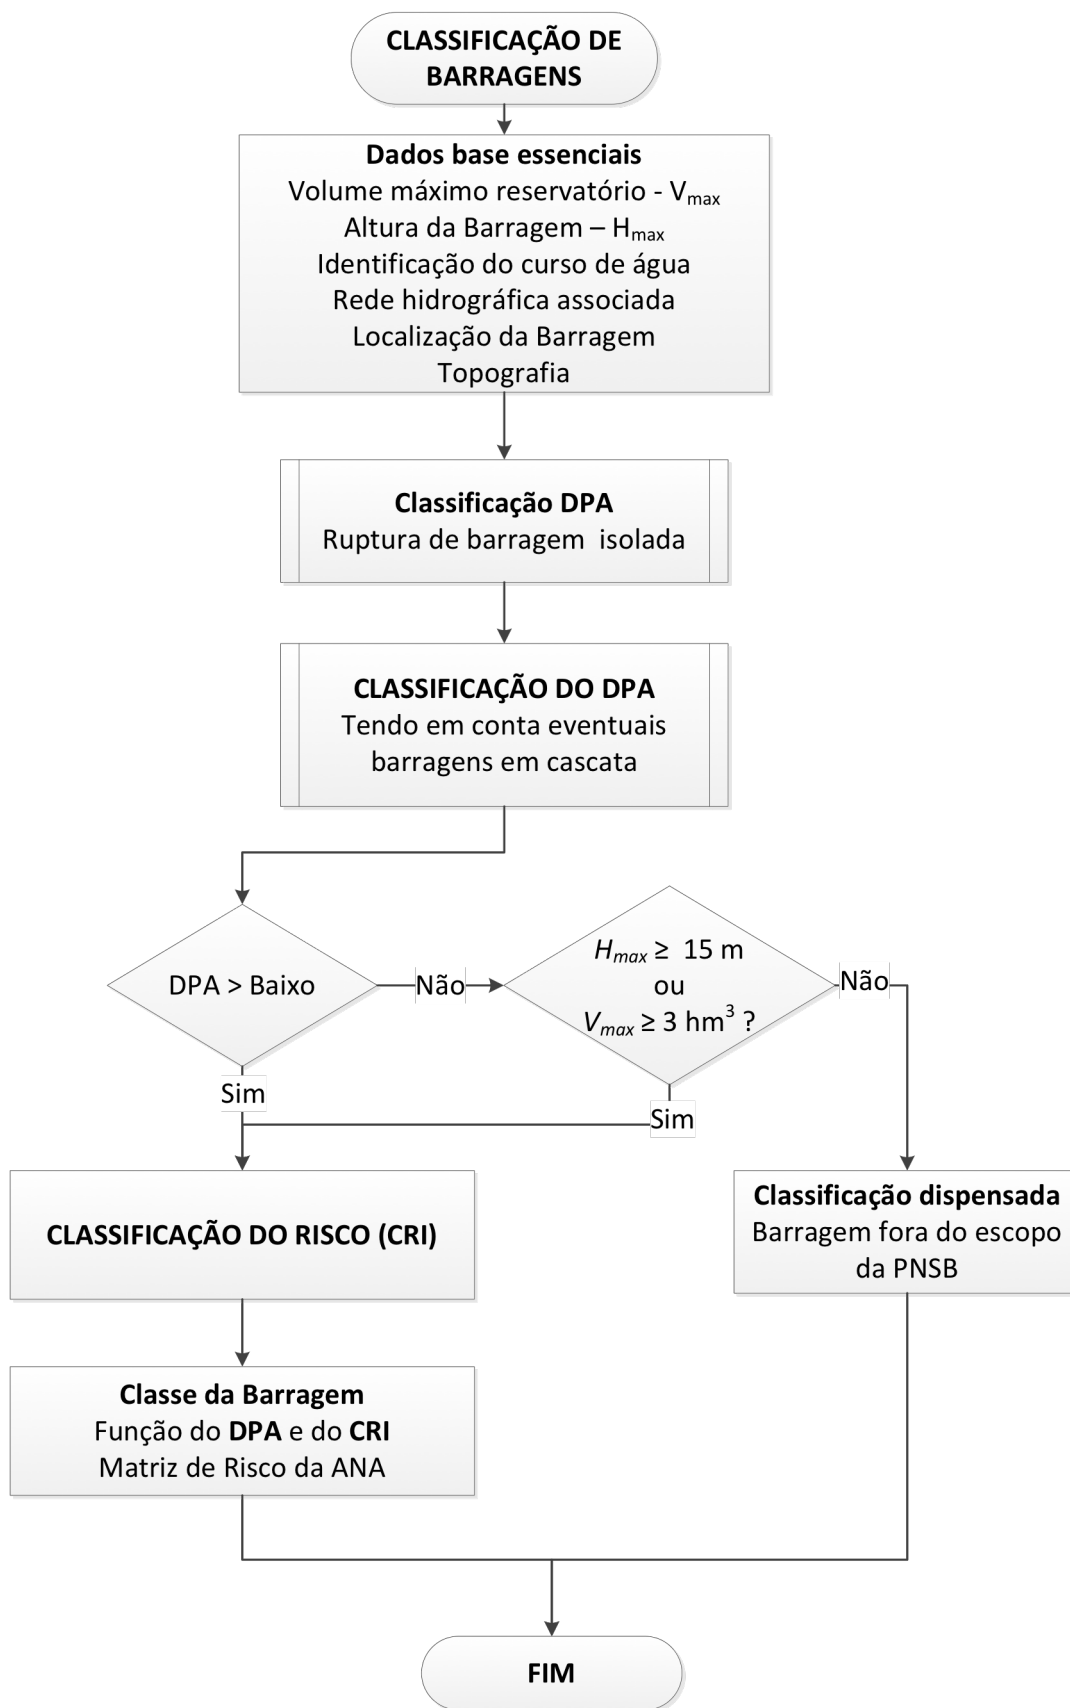 CLASSIFICAÇÃO DE
BARRAGENS
Dados base essenciais
Volume máximo reservatório - Vmax
Altura da Barragem – Hmax
Identificação do curso de água
Rede hidrográfica associada
Localização da Barragem
Topografia
Classificação DPA
Ruptura de barragem isolada
CLASSIFICAÇÃO DO DPA
Tendo em conta eventuais
barragens em cascata
DPA > Baixo
Não
Hmax ≥ 15 m
ou
Vmax ≥ 3 hm³ ?
Não
Sim
Sim
CLASSIFICAÇÃO DO RISCO (CRI)
Classificação dispensada
Barragem fora do escopo
da PNSB
Classe da Barragem
Função do DPA e do CRI
Matriz de Risco da ANA
FIM